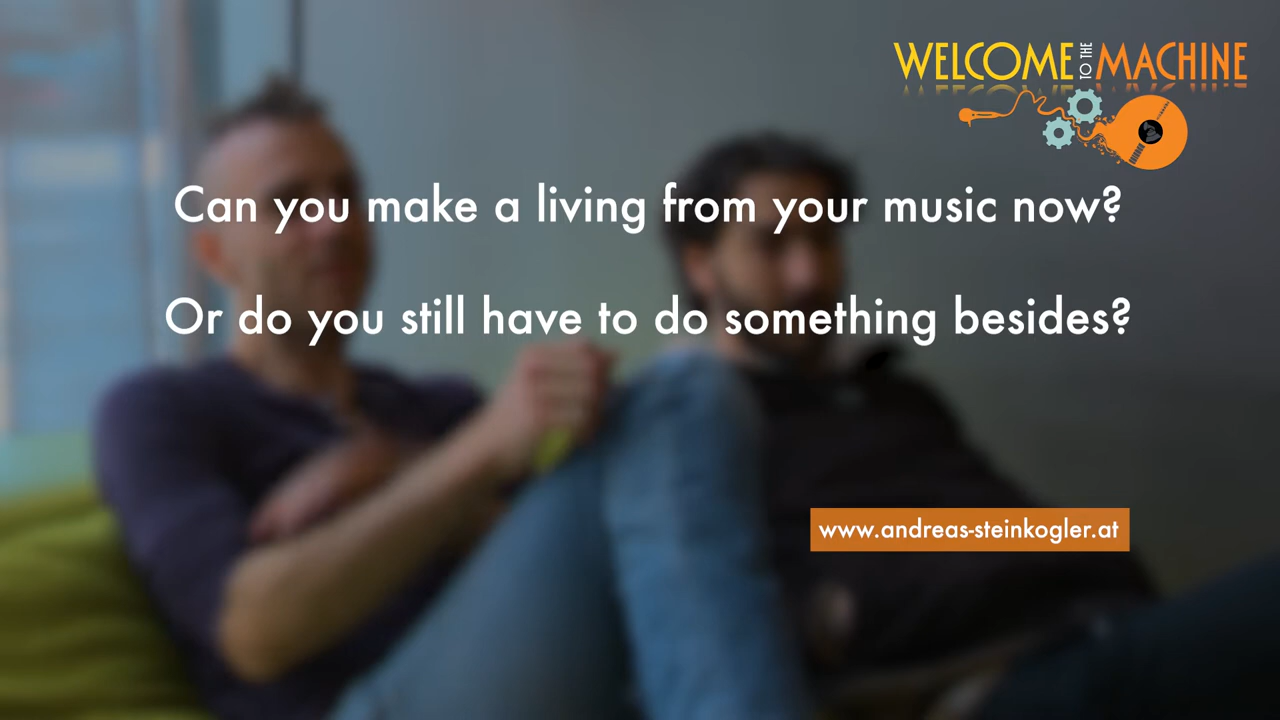 WELCOME TO THE MACHINE
Can you make a living from your music now?
Or do you still have to do something besides?
www.andreas-steinkogler.at